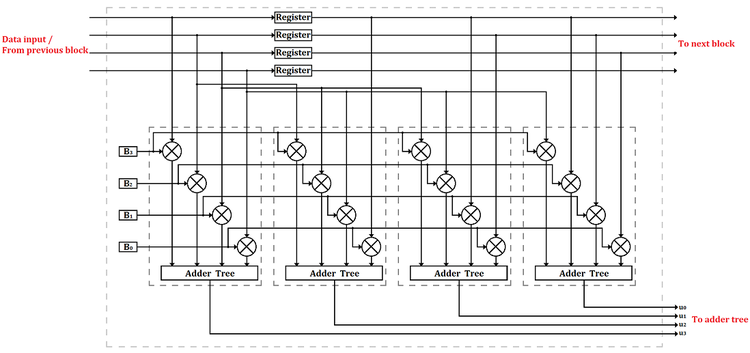 Register
Register
Register
Register
Data input /
From previous block
To next block
B₃
B₂
B₁
B₀
Adder Tree
Adder Tree
Adder Tree
Adder Tree
u0
u1
u2
u3
To adder tree